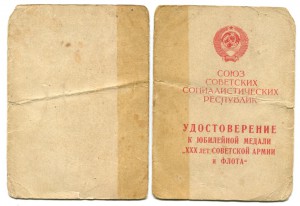 СОЮЗ
СОВЕТСКИХ
СОЦИАЛИСТИЧЕСКИХ
РЕСПУБЛИК
УДОСТОВЕРЕНИЕ
К ЮБИЛЕЙНОЙ МЕДАЛИ
„XXX лет СОВЕТСКОЙ АРМИИ
и ФЛОТА“